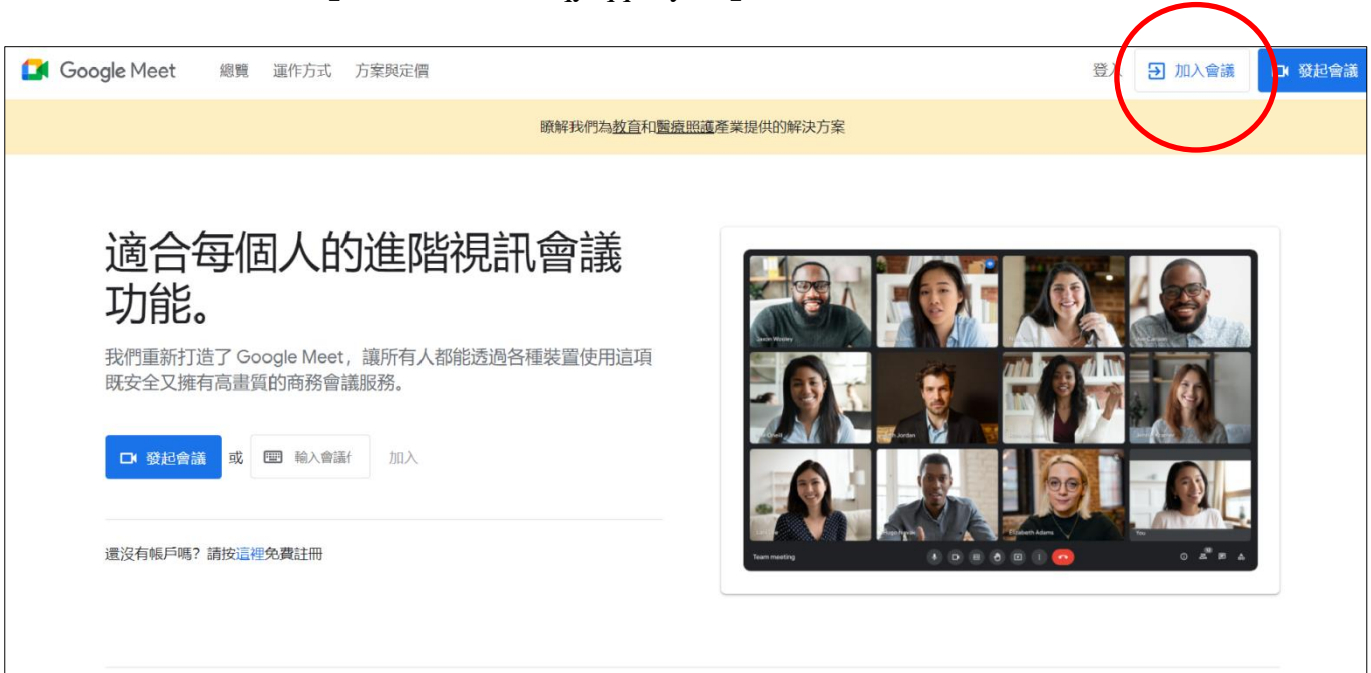 Google Meet 總覽 運作方式 方案與定價 登入 加入會議 發起會議
瞭解我們為教育和醫療照護產業提供的解決方案
適合每個人的進階視訊會議
功能。
我們重新打造了 Google Meet，讓所有人都能透過各種裝置使用這項
既安全又擁有高畫質的商務會議服務。
發起會議 或 輸入會議 加入
還沒有帳戶嗎？請按這裡免費註冊
Elizabeth Adams
You
Team meeting